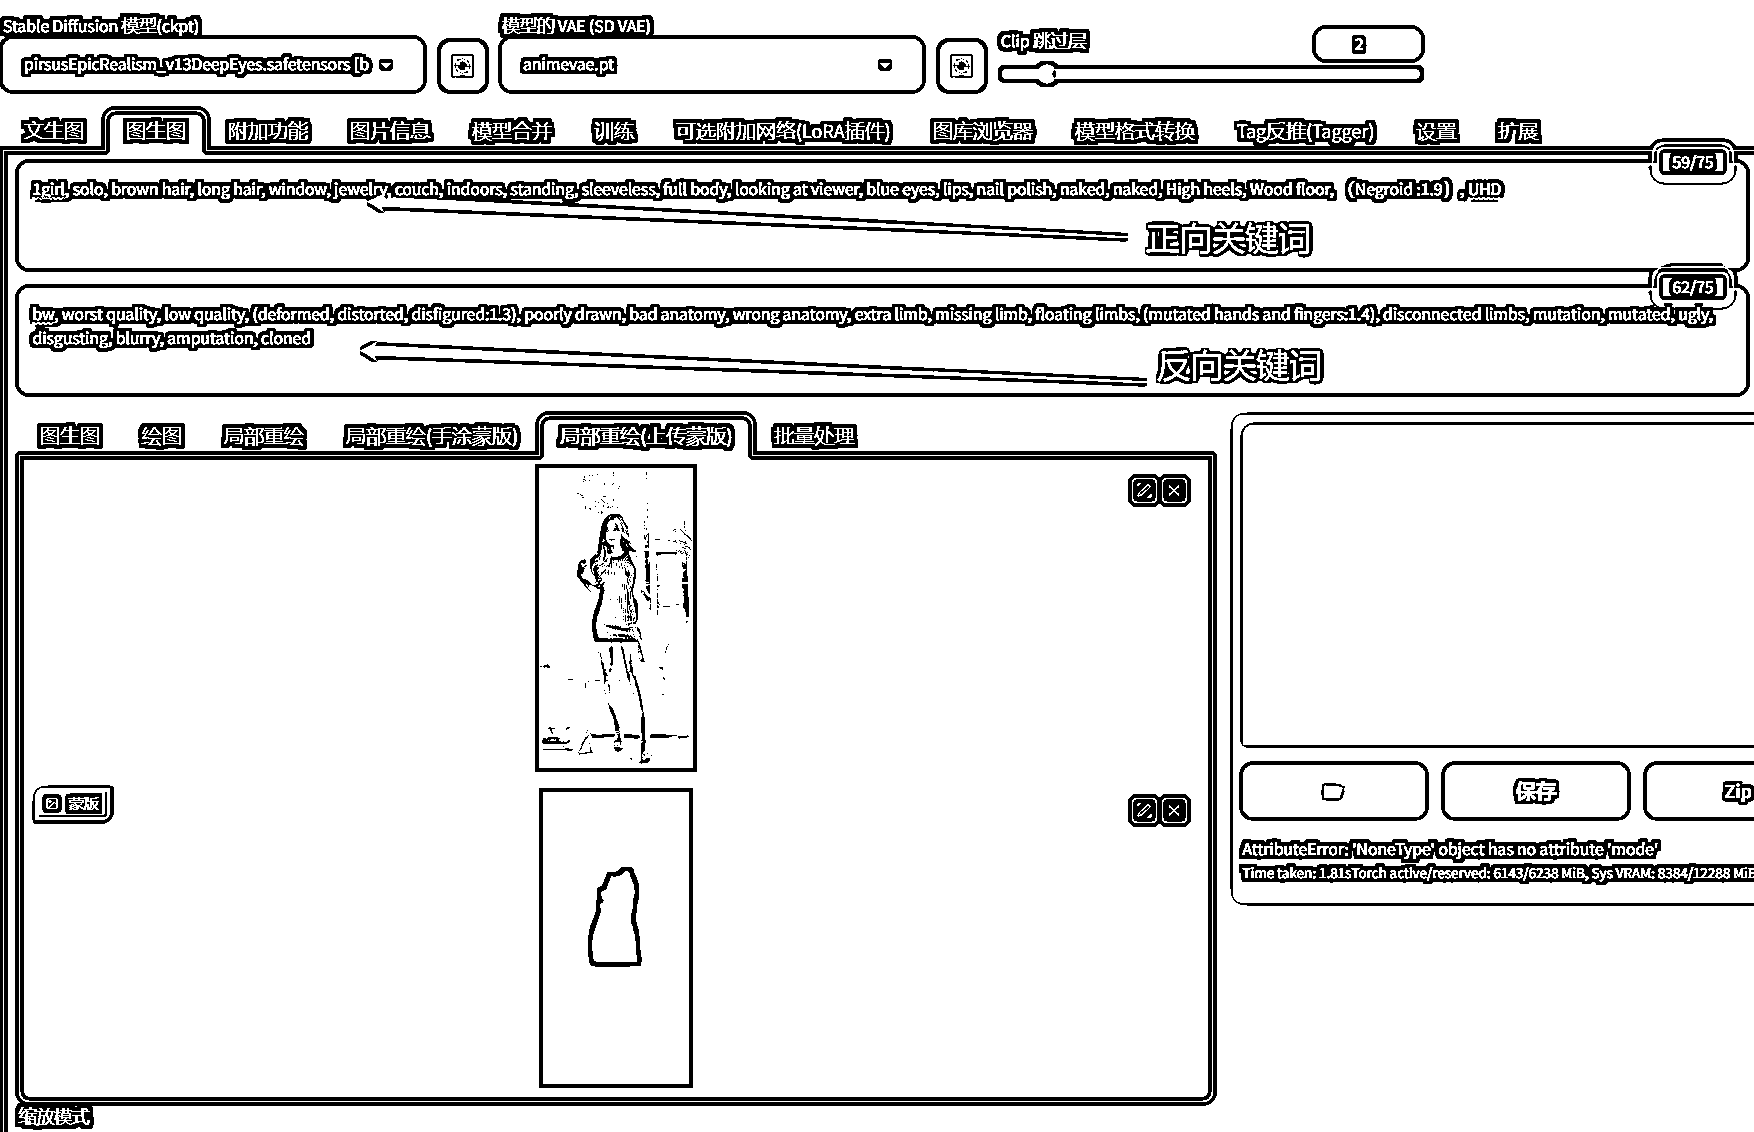 Stable Diffusion 模型(ckpt)
模型的 VAE (SD VAE)
Clip 跳过层
2
pirsusEpicRealism_v13DeepEyes.safetensors [b
animevae.pt
文生图 图生图 附加功能 图片信息 模型合并 训练 可选附加网络(LoRA插件) 图库浏览器 模型格式转换 Tag反推(Tagger) 设置 扩展
59/75
1girl, solo, brown hair, long hair, window, jewelry, couch, indoors, standing, sleeveless, full body, looking at viewer, blue eyes, lips, nail polish, naked, naked, High heels, Wood floor, （(Negroid :1.9)）, UHD
正向关键词
62/75
bw, worst quality, low quality, (deformed, distorted, disfigured:1.3), poorly drawn, bad anatomy, wrong anatomy, extra limb, missing limb, floating limbs, (mutated hands and fingers:1.4), disconnected limbs, mutation, mutated, ugly,
disgusting, blurry, amputation, cloned
反向关键词
图生图 绘图 局部重绘 局部重绘(手涂蒙版) 局部重绘(上传蒙版) 批量处理
蒙版
保存
Zip
AttributeError: 'NoneType' object has no attribute 'mode'
Time taken: 1.81sTorch active/reserved: 6143/6238 MiB, Sys VRAM: 8384/12288 MiB
缩放模式